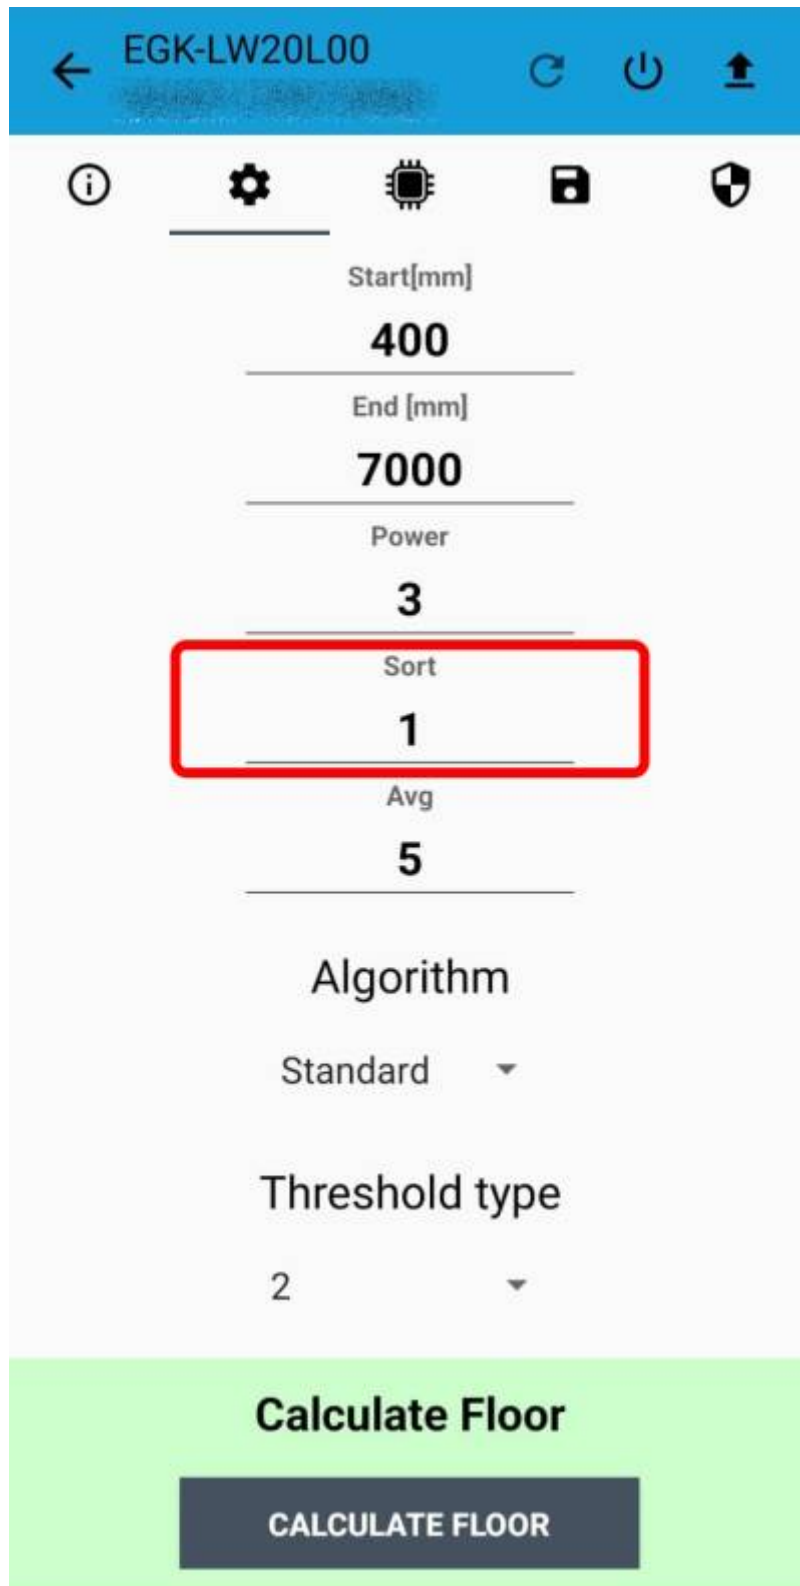 EGK-LW20L00
Start[mm]
400
End [mm]
7000
Power
3
Sort
1
Avg
5
Algorithm
Standard
Threshold type
2
Calculate Floor
CALCULATE FLOOR